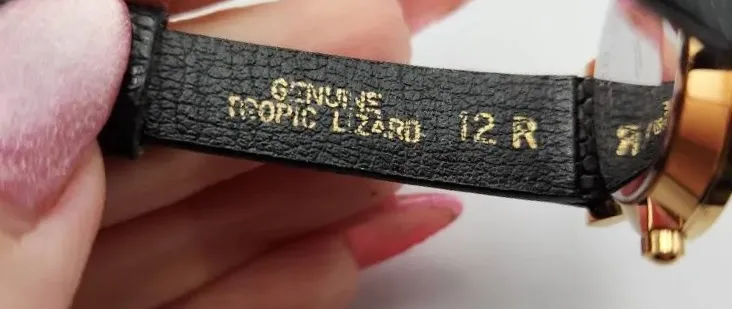 GENUINE
TROPIC LIZARD 12 R
R